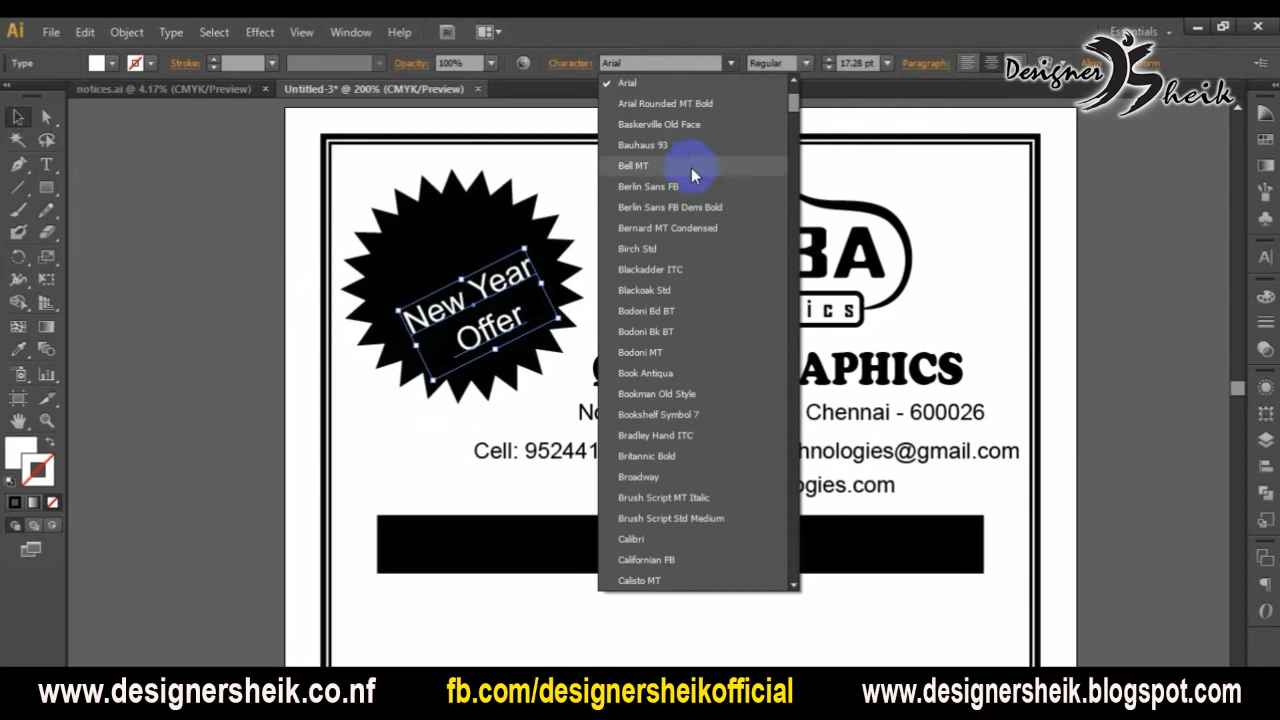 Ai File Edit Object Type Select Effect View Window Help Br Essentials
Type Stroke: Opacity: 100% Character: Arial Regular 17.28 pt Paragraph:
Designer Sheik
notices.ai @ 4.17% (CMYK/Preview) × Untitled-3* @ 200% (CMYK/Preview) ×
Arial
Arial Rounded MT Bold
Baskerville Old Face
Bauhaus 93
Bell MT
Berlin Sans FB
Berlin Sans FB Demi Bold
Bernard MT Condensed
Birch Std
Blackadder ITC
Blackoak Std
Bodoni Bd BT
Bodoni Bk BT
Bodoni MT
Book Antiqua
Bookman Old Style
Bookshelf Symbol 7
Bradley Hand ITC
Britannic Bold
Broadway
Brush Script MT Italic
Brush Script Std Medium
Calibri
Californian FB
Calisto MT
New Year
Offer
BA
ics
APHICS
No Chennai - 600026
Cell: 952441 hnologies@gmail.com
ogies.com
www.designersheik.co.nf fb.com/designersheikofficial www.designersheik.blogspot.com